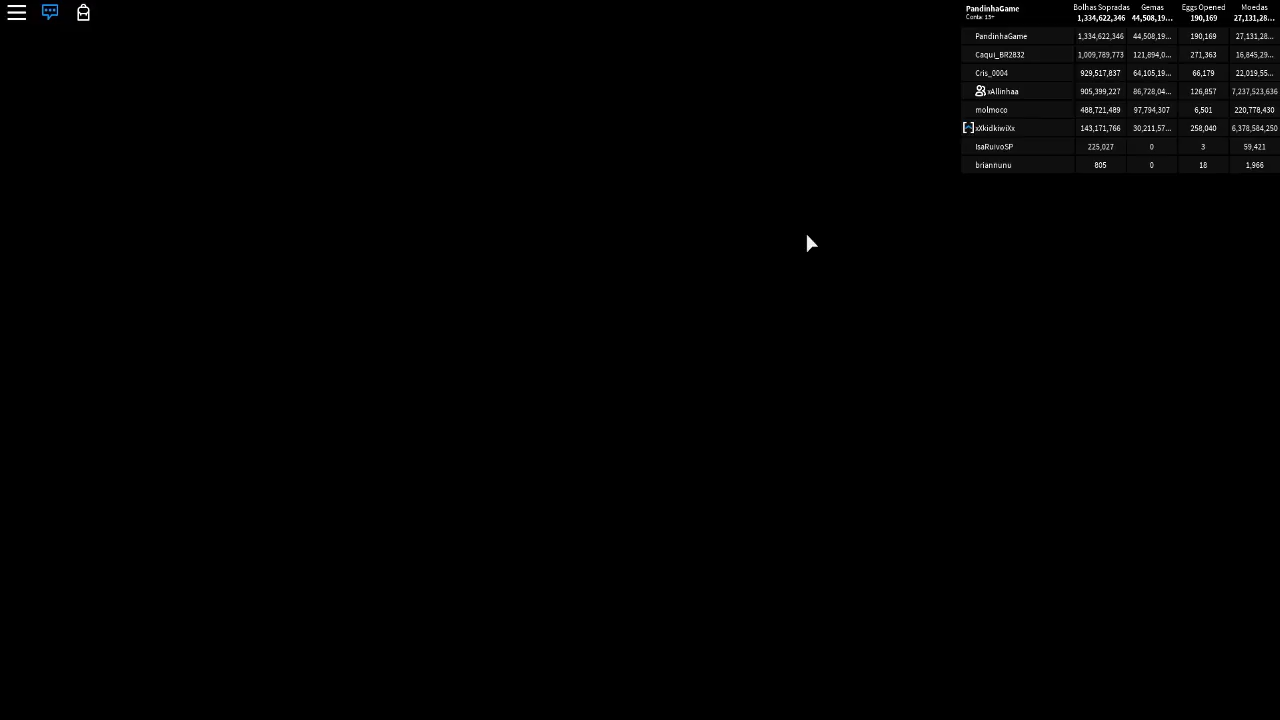 PandinhaGame Bolhas Sopradas Gemas Eggs Opened Moedas
Conta: 13+ 1,334,622,346 44,508,19... 190,169 27,131,28...
PandinhaGame 1,334,622,346 44,508,19... 190,169 27,131,28...
Caqui_BR2832 1,009,789,773 121,894,0... 271,363 16,845,29...
Cris_0004 929,517,837 64,105,19... 66,179 22,019,55...
xAllinhaa 905,399,227 86,728,04... 126,857 7,237,523,636
molmoco 488,721,489 97,794,307 6,501 220,778,430
xXkidkiwiXx 143,171,766 30,211,57... 258,040 6,378,584,250
IsaRuivoSP 225,027 0 3 59,421
briannunu 805 0 18 1,966